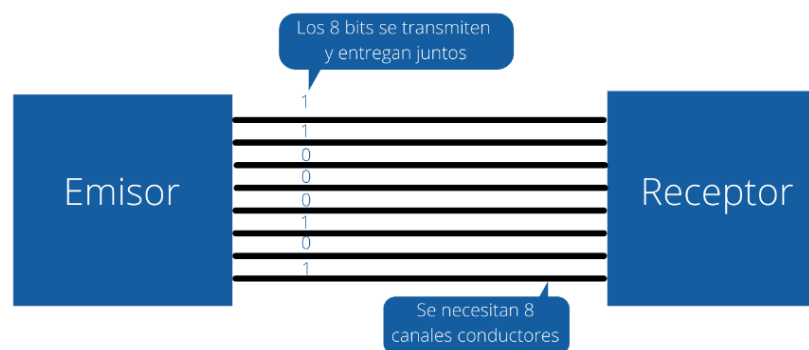 Los 8 bits se transmiten
y entregan juntos
1
1
0
0
0
1
0
1
Emisor
Receptor
Se necesitan 8
canales conductores